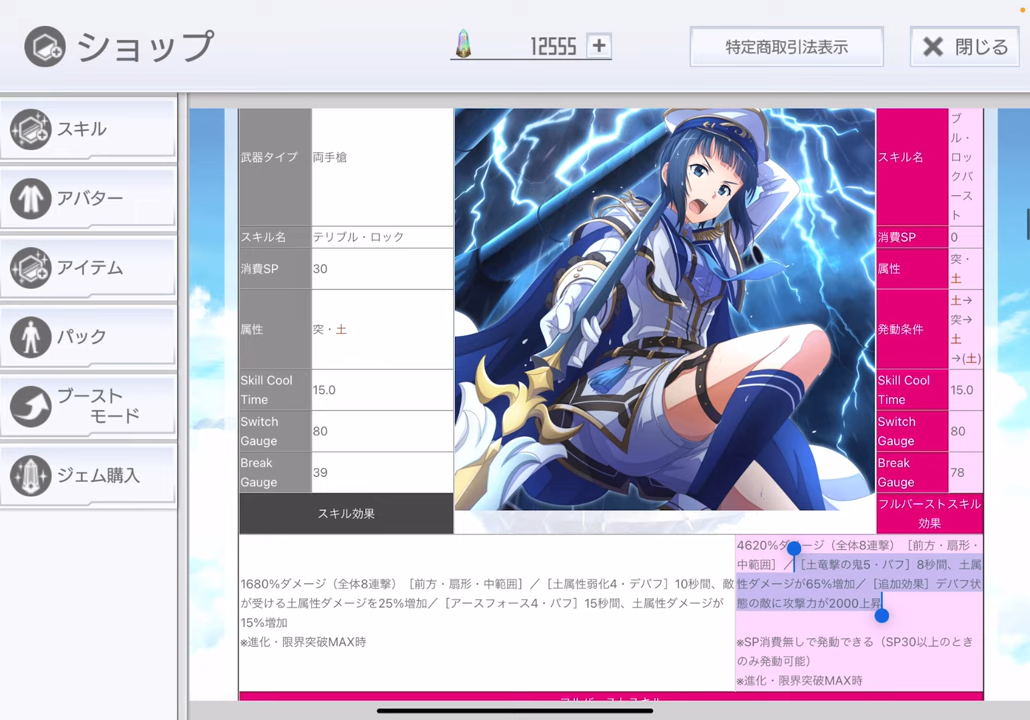 ショップ
12555
特定商取引法表示
閉じる
スキル
アバター
アイテム
パック
ブースト
モード
ジェム購入
武器タイプ
両手槍
スキル名
テリブル・ロック
消費SP
30
属性
突・土
Skill Cool
Time
15.0
Switch
Gauge
80
Break
Gauge
39
スキル効果
スキル名
ブ
ル・
ロッ
クバ
ース
ト
消費SP
0
属性
突・
土
発動条件
土→
突→
土
→(土)
Skill Cool
Time
15.0
Switch
Gauge
80
Break
Gauge
78
フルバーストスキル
効果
1680%ダメージ（全体8連撃）［前方・扇形・中範囲］／［土属性弱化4・デバフ］10秒間、敵
が受ける土属性ダメージを25%増加／［アースフォース4・バフ］15秒間、土属性ダメージが
15%増加
※進化・限界突破MAX時
4620%ダメージ（全体8連撃）［前方・扇形・
中範囲］／［土竜撃の鬼5・バフ］8秒間、土属
性ダメージが65%増加／［追加効果］デバフ状
態の敵に攻撃力が2000上昇
※SP消費無しで発動できる（SP30以上のとき
のみ発動可能）
※進化・限界突破MAX時
フルバーストスキル